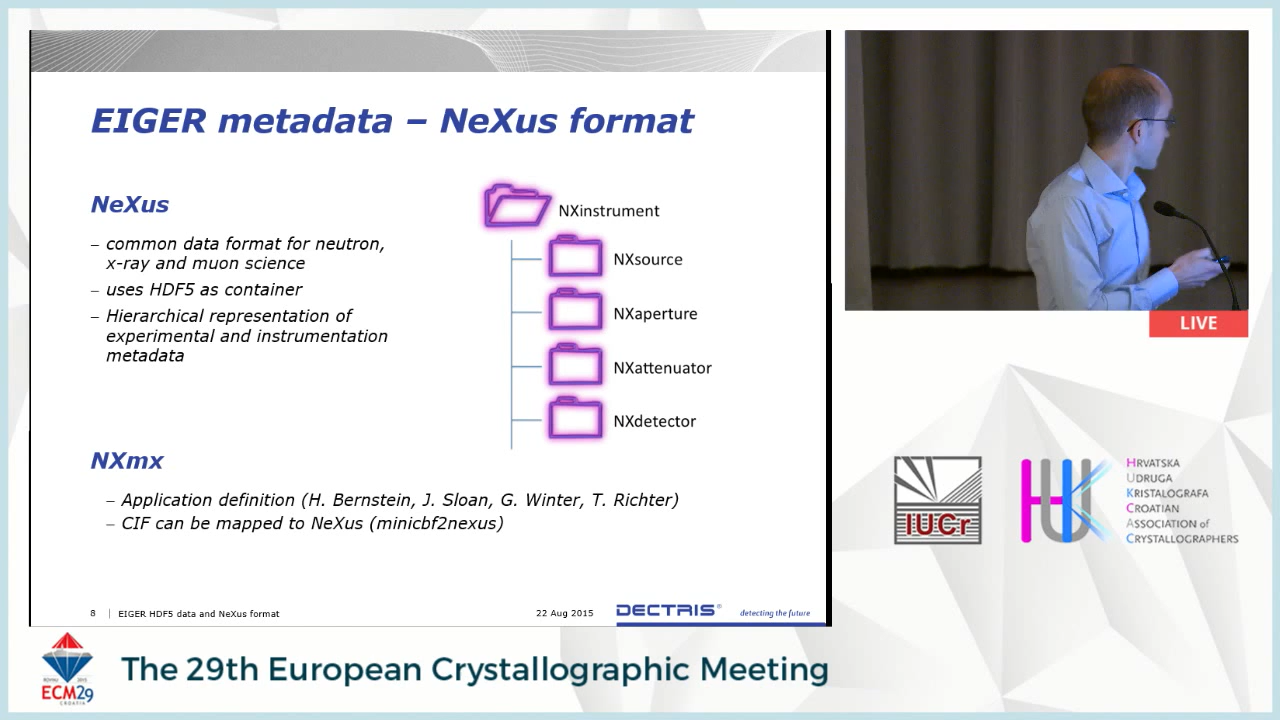 EIGER metadata – NeXus format
NeXus
– common data format for neutron,
x-ray and muon science
– uses HDF5 as container
– Hierarchical representation of
experimental and instrumentation
metadata
NXinstrument
NXsource
NXaperture
NXattenuator
NXdetector
NXmx
– Application definition (H. Bernstein, J. Sloan, G. Winter, T. Richter)
– CIF can be mapped to NeXus (minicbf2nexus)
8 | EIGER HDF5 data and NeXus format
22 Aug 2015
DECTRIS®
detecting the future
LIVE
IUCr
HUK
HRVATSKA
UDRUGA
KRISTALOGRAFA
CROATIAN
ASSOCIATION of
CRYSTALLOGRAPHERS
ECM29
CROATIA
The 29th European Crystallographic Meeting